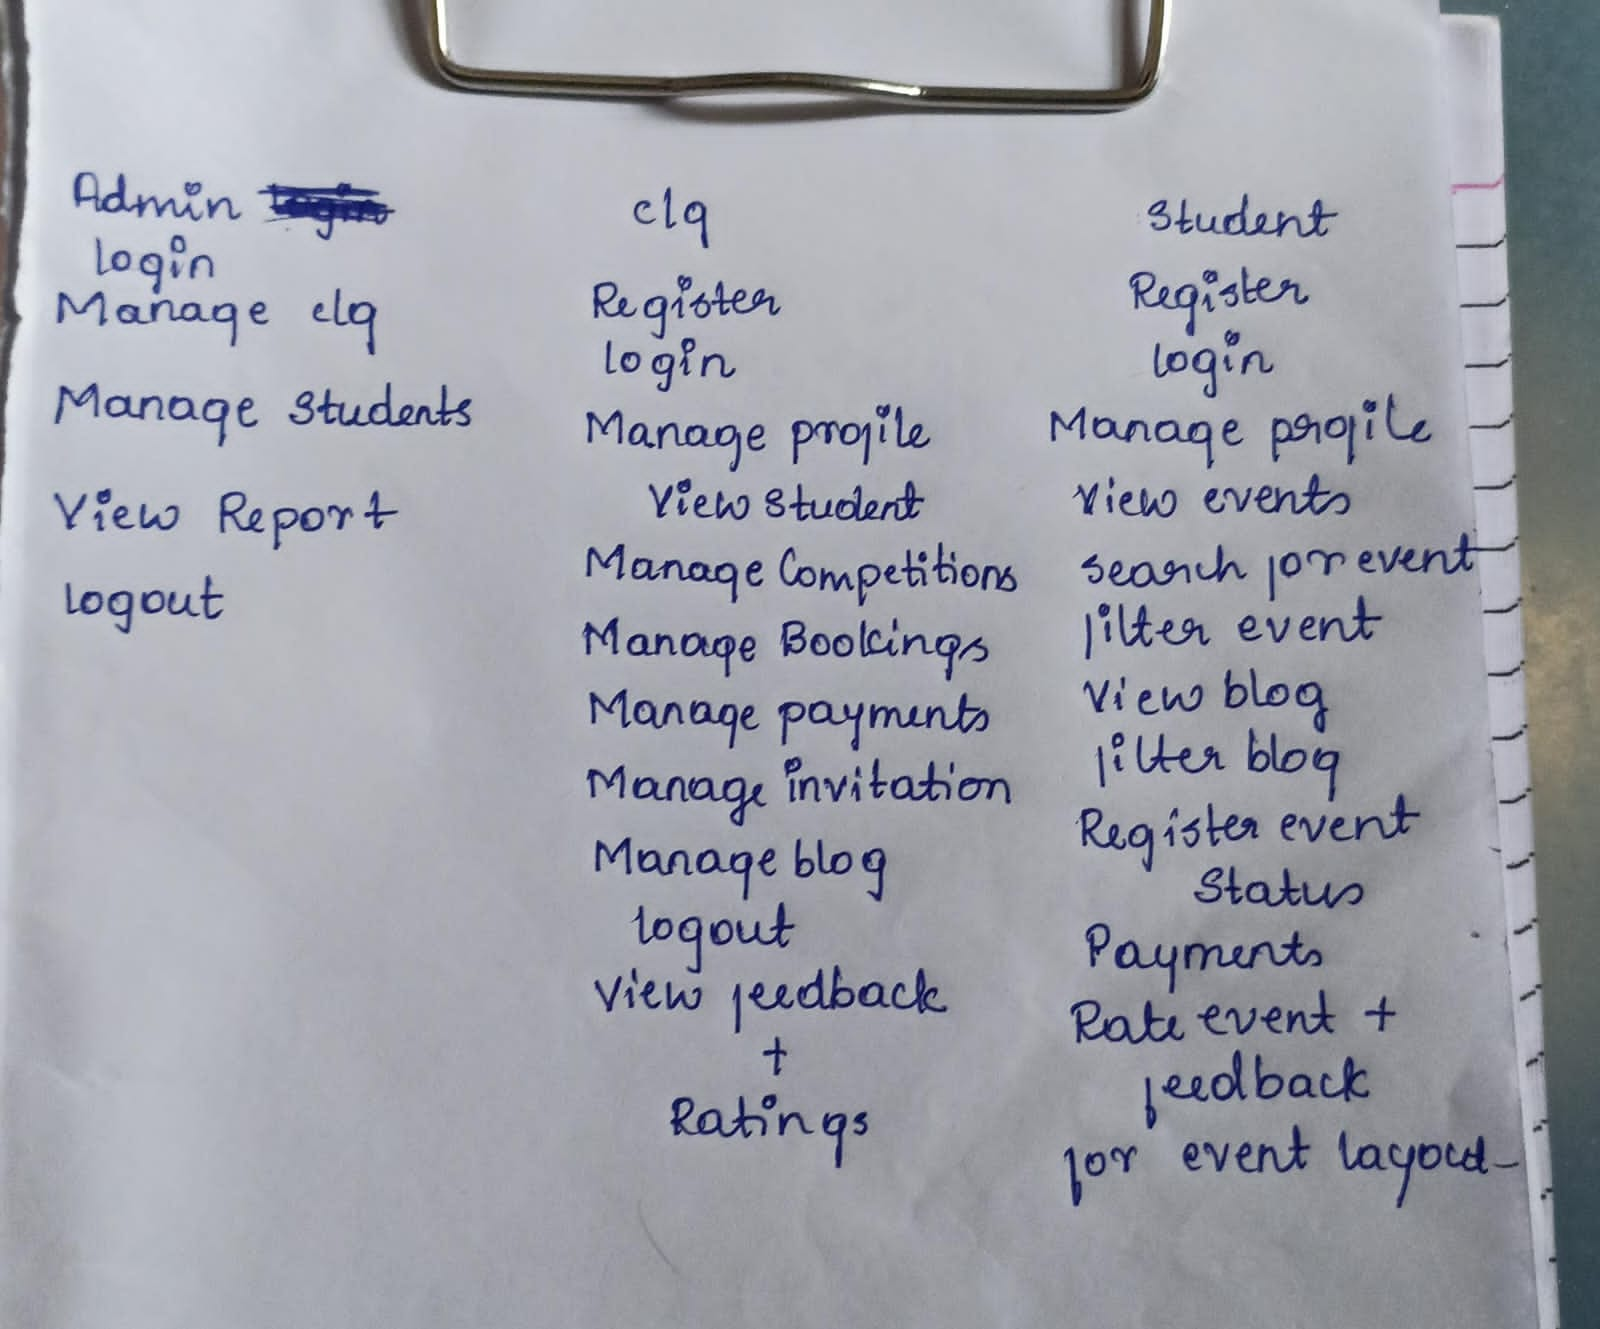 Admin
login
Manage clg
Manage Students
View Report
logout
clg
Register
login
Manage profile
View Student
Manage Competitions
Manage Bookings
Manage payments
Manage invitation
Manage blog
logout
View feedback
+
Ratings
Student
Register
login
Manage profile
View events
search for event
filter event
View blog
filter blog
Register event
Status
Payments
Rate event +
feedback
for event layout